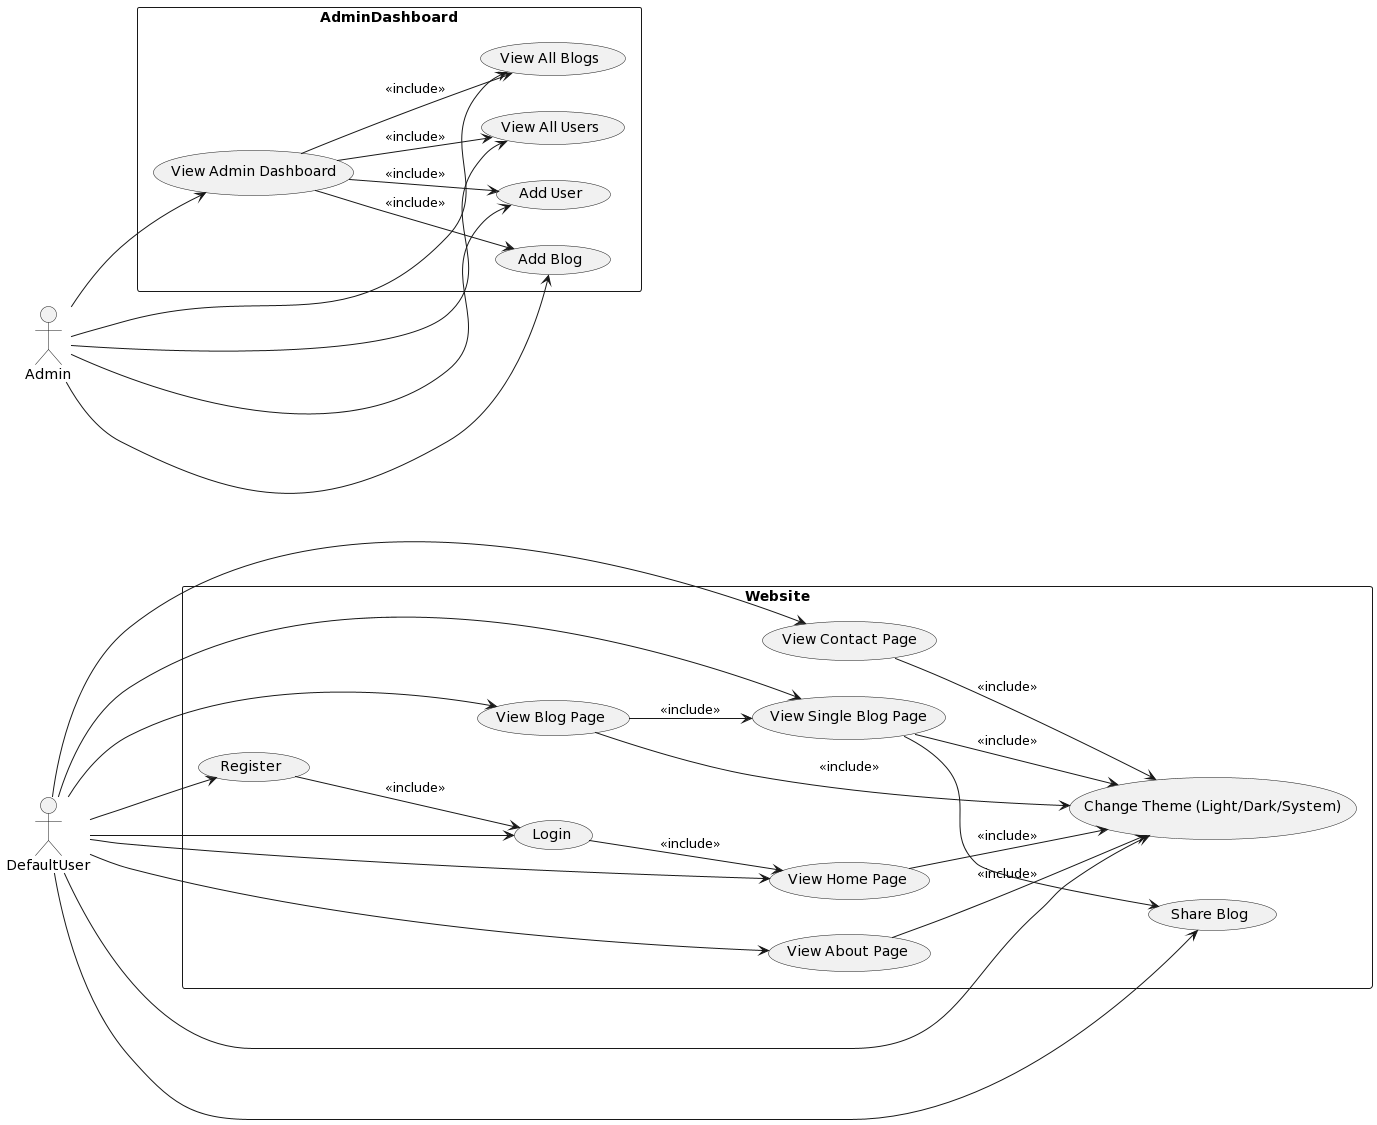 AdminDashboard
View All Blogs
«include»
View All Users
«include»
View Admin Dashboard
«include»
Add User
«include»
Add Blog
Admin
Website
View Contact Page
«include»
View Blog Page
«include»
View Single Blog Page
«include»
Register
«include»
«include»
Change Theme (Light/Dark/System)
Login
«include»
«include»
DefaultUser
View Home Page
«include»
Share Blog
View About Page